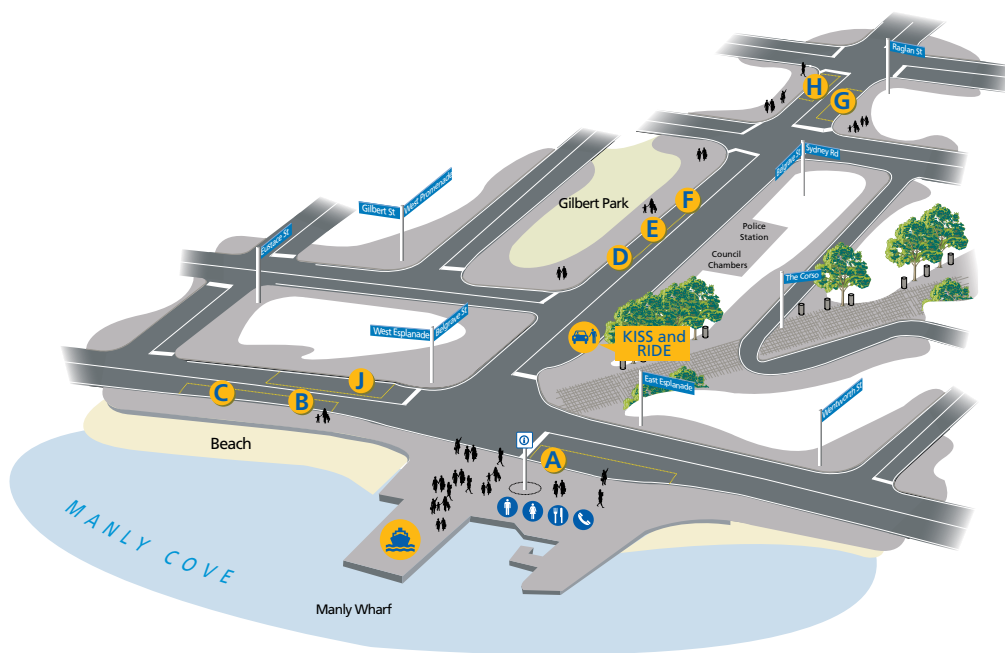 Raglan St
H
G
Belgrave St
Sydney Rd
Gilbert St
West Promenade
Gilbert Park
F
E
D
Police
Station
Council
Chambers
Eustace St
The Corso
West Esplanade
Belgrave St
KISS and
RIDE
J
C
B
East Esplanade
Wentworth St
Beach
i
A
MANLY COVE
Manly Wharf